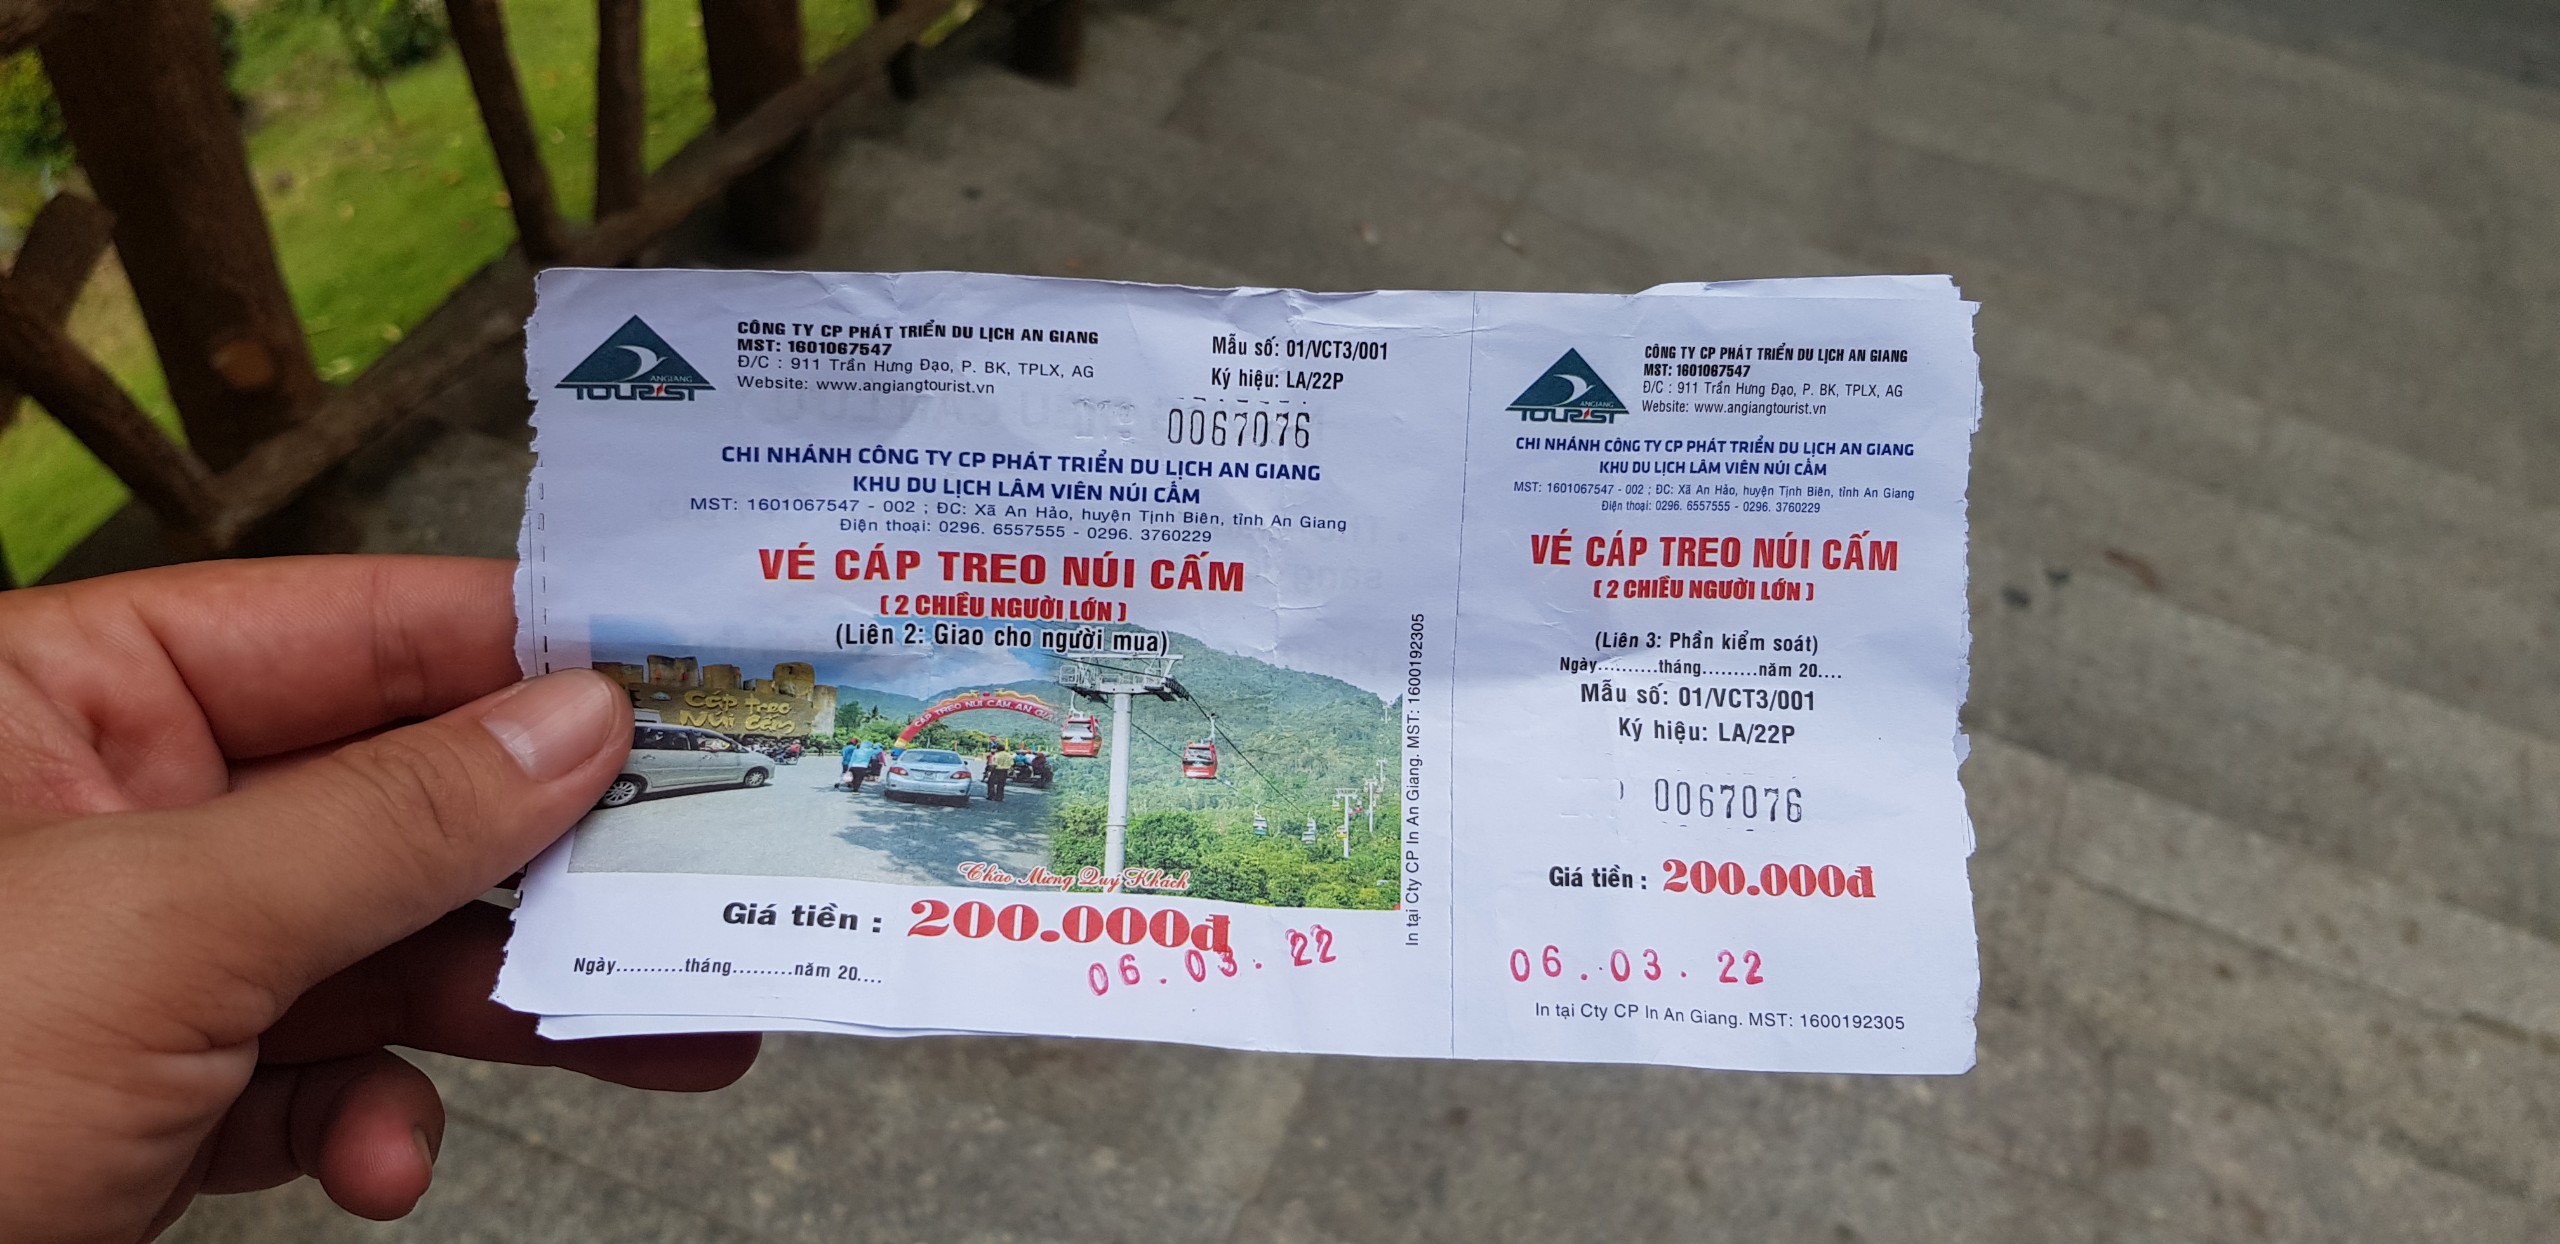 ANGIANG
TOURIST
CÔNG TY CP PHÁT TRIỂN DU LỊCH AN GIANG
MST: 1601067547
Đ/C : 911 Trần Hưng Đạo, P. BK, TPLX, AG
Website: www.angiangtourist.vn
Mẫu số: 01/VCT3/001
Ký hiệu: LA/22P
0067076
CHI NHÁNH CÔNG TY CP PHÁT TRIỂN DU LỊCH AN GIANG
KHU DU LỊCH LÂM VIÊN NÚI CẤM
MST: 1601067547 - 002 ; ĐC: Xã An Hảo, huyện Tịnh Biên, tỉnh An Giang
Điện thoại: 0296. 6557555 - 0296. 3760229
VÉ CÁP TREO NÚI CẤM
( 2 CHIỀU NGƯỜI LỚN )
(Liên 2: Giao cho người mua)
Cáp treo
Núi Cấm
CÁP TREO NÚI CẤM, AN GIA
Chào Mừng Quý Khách
Giá tiền : 200.000đ
Ngày..........tháng.........năm 20....
06.03.22
In tại Cty CP In An Giang. MST: 1600192305
ANGIANG
TOURIST
CÔNG TY CP PHÁT TRIỂN DU LỊCH AN GIANG
MST: 1601067547
Đ/C : 911 Trần Hưng Đạo, P. BK, TPLX, AG
Website: www.angiangtourist.vn
CHI NHÁNH CÔNG TY CP PHÁT TRIỂN DU LỊCH AN GIANG
KHU DU LỊCH LÂM VIÊN NÚI CẤM
MST: 1601067547 - 002 ; ĐC: Xã An Hảo, huyện Tịnh Biên, tỉnh An Giang
Điện thoại: 0296. 6557555 - 0296. 3760229
VÉ CÁP TREO NÚI CẤM
( 2 CHIỀU NGƯỜI LỚN )
(Liên 3: Phần kiểm soát)
Ngày..........tháng.........năm 20....
Mẫu số: 01/VCT3/001
Ký hiệu: LA/22P
0067076
Giá tiền : 200.000đ
06.03.22
In tại Cty CP In An Giang. MST: 1600192305